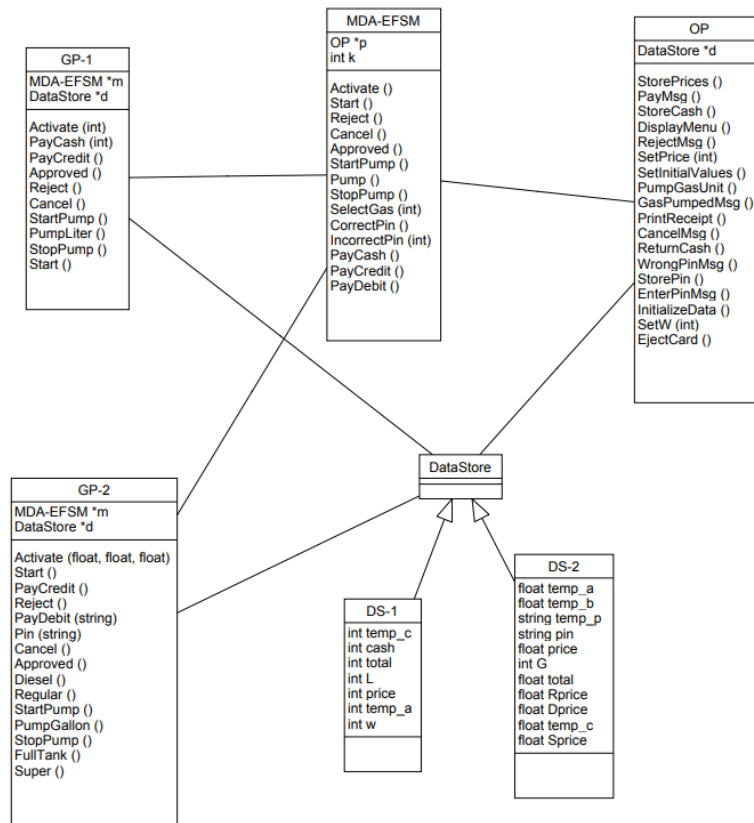 GP-1
MDA-EFSM *m
DataStore *d
Activate (int)
PayCash (int)
PayCredit ()
Approved ()
Reject ()
Cancel ()
StartPump ()
PumpLiter ()
StopPump ()
Start ()
MDA-EFSM
OP *p
int k
Activate ()
Start ()
Reject ()
Cancel ()
Approved ()
StartPump ()
Pump ()
StopPump ()
SelectGas (int)
CorrectPin ()
IncorrectPin (int)
PayCash ()
PayCredit ()
PayDebit ()
OP
DataStore *d
StorePrices ()
PayMsg ()
StoreCash ()
DisplayMenu ()
RejectMsg ()
SetPrice (int)
SetInitialValues ()
PumpGasUnit ()
GasPumpedMsg ()
PrintReceipt ()
CancelMsg ()
ReturnCash ()
WrongPinMsg ()
StorePin ()
EnterPinMsg ()
InitializeData ()
SetW (int)
EjectCard ()
DataStore
GP-2
MDA-EFSM *m
DataStore *d
Activate (float, float, float)
Start ()
PayCredit ()
Reject ()
PayDebit (string)
Pin (string)
Cancel ()
Approved ()
Diesel ()
Regular ()
StartPump ()
PumpGallon ()
StopPump ()
FullTank ()
Super ()
DS-1
int temp_c
int cash
int total
int L
int price
int temp_a
int w
DS-2
float temp_a
float temp_b
string temp_p
string pin
float price
int G
float total
float Rprice
float Dprice
float temp_c
float Sprice